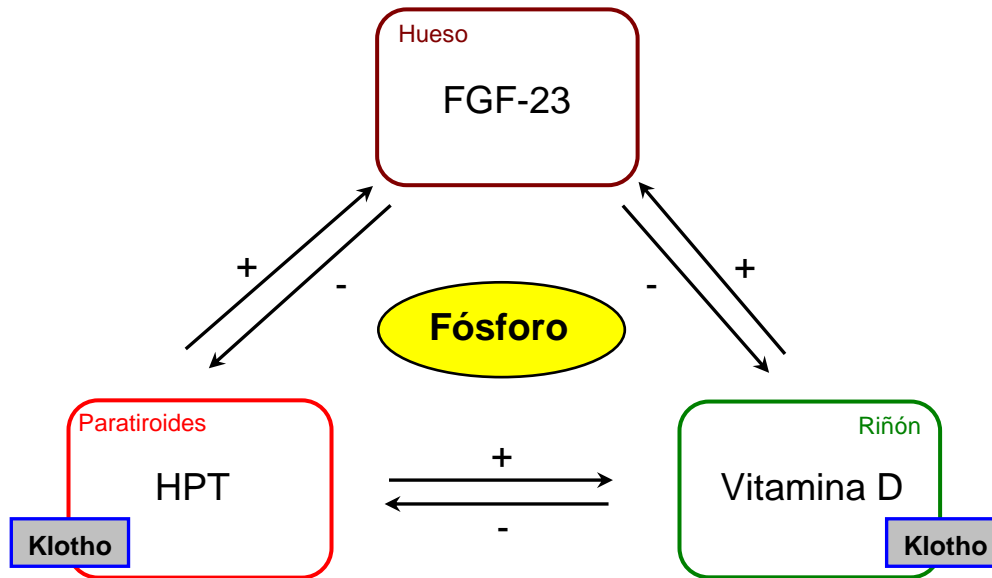 Hueso
FGF-23
+
-
-
+
Fósforo
Paratiroides
HPT
Klotho
+
-
Riñón
Vitamina D
Klotho